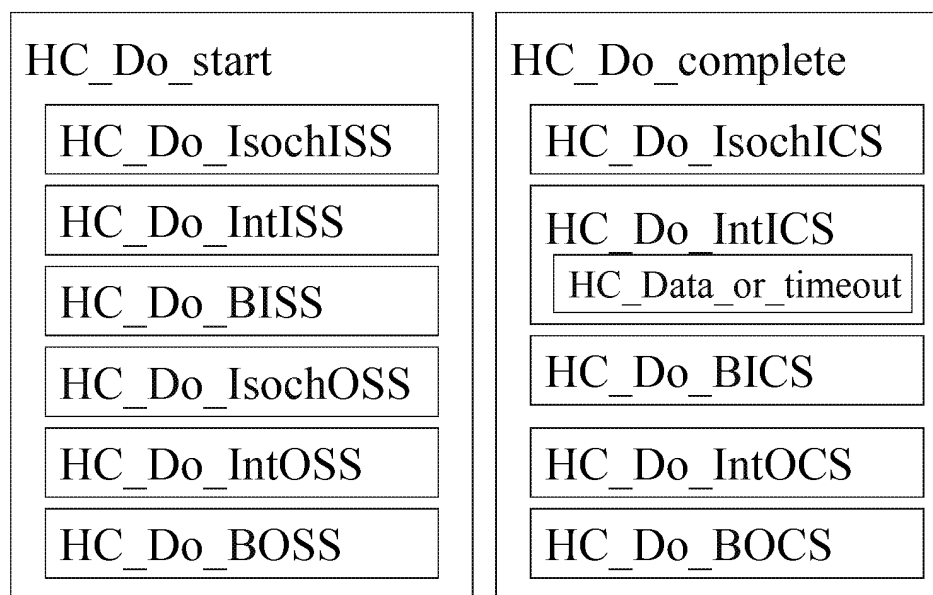 HC_Do_start
HC_Do_IsochISS
HC_Do_IntISS
HC_Do_BISS
HC_Do_IsochOSS
HC_Do_IntOSS
HC_Do_BOSS
HC_Do_complete
HC_Do_IsochICS
HC_Do_IntICS
HC_Data_or_timeout
HC_Do_BICS
HC_Do_IntOCS
HC_Do_BOCS